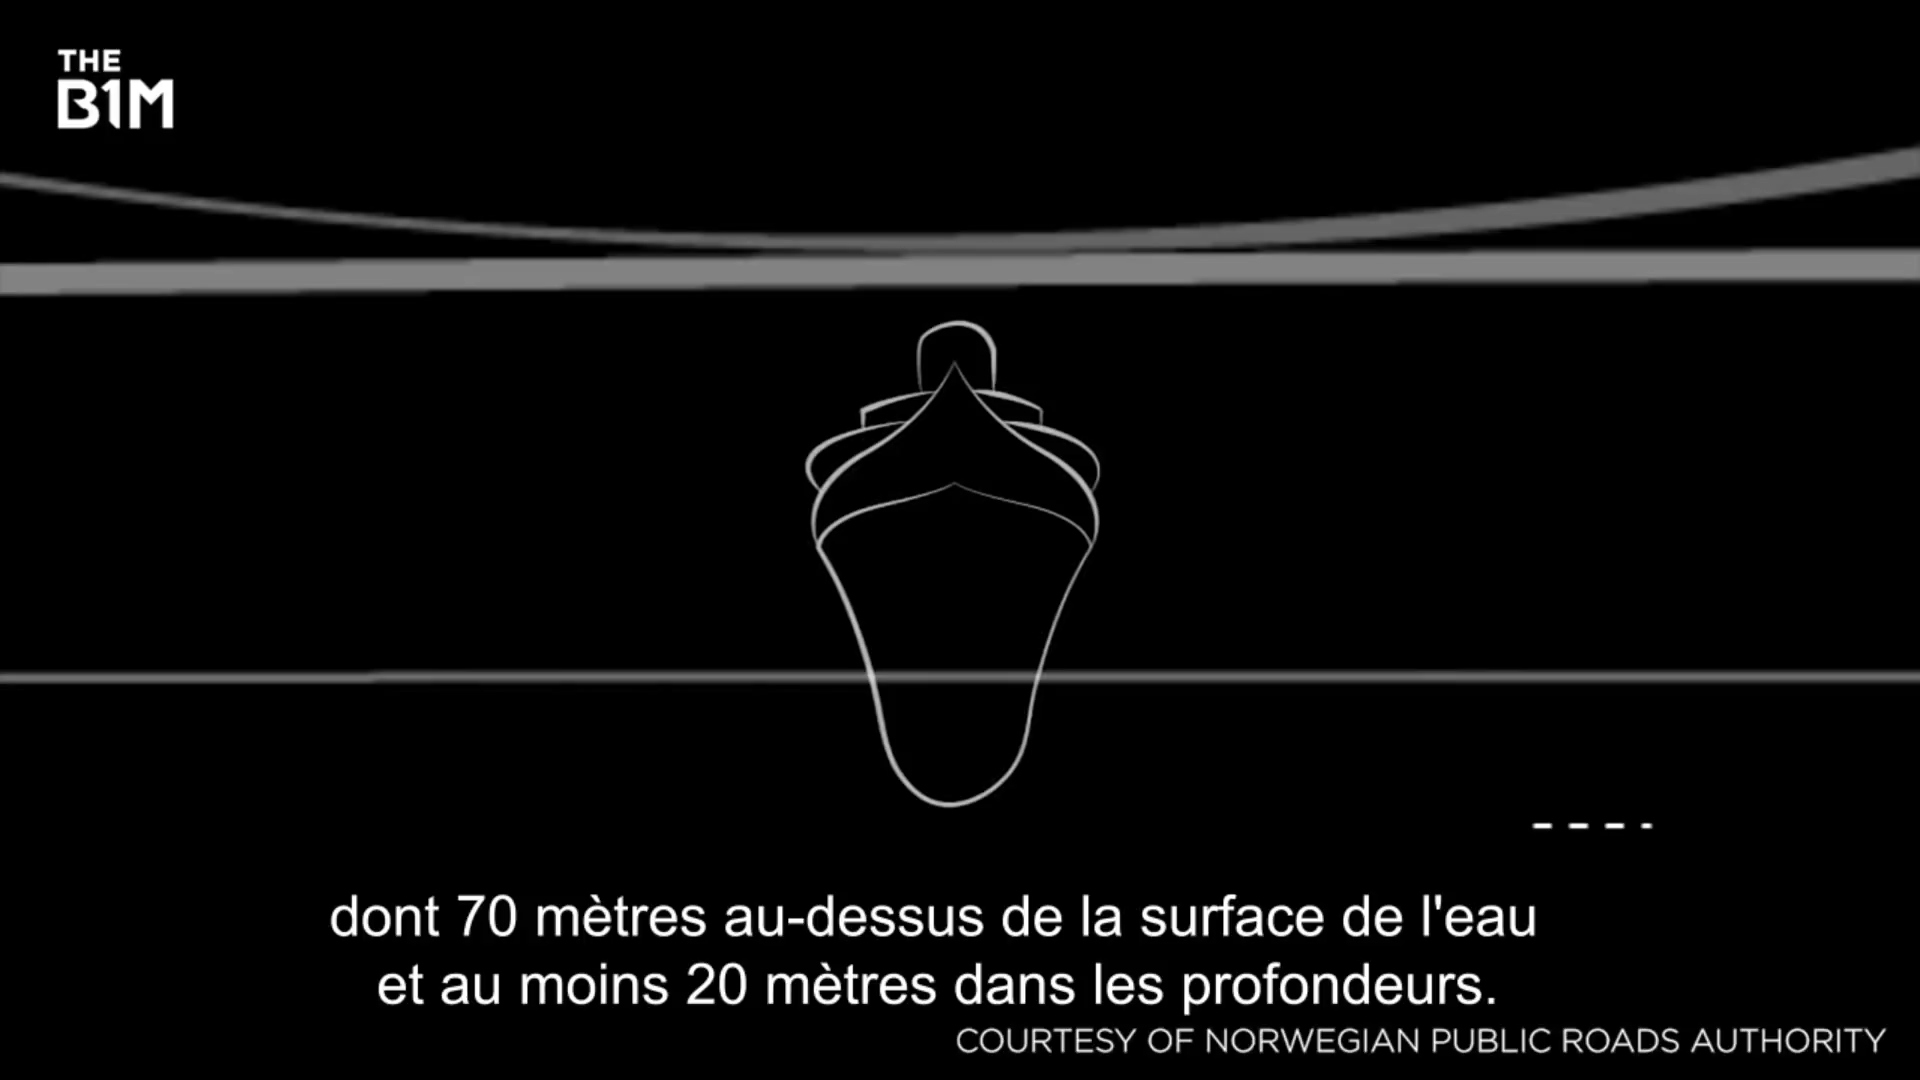 THE
B1M
dont 70 mètres au-dessus de la surface de l'eau
et au moins 20 mètres dans les profondeurs.
COURTESY OF NORWEGIAN PUBLIC ROADS AUTHORITY